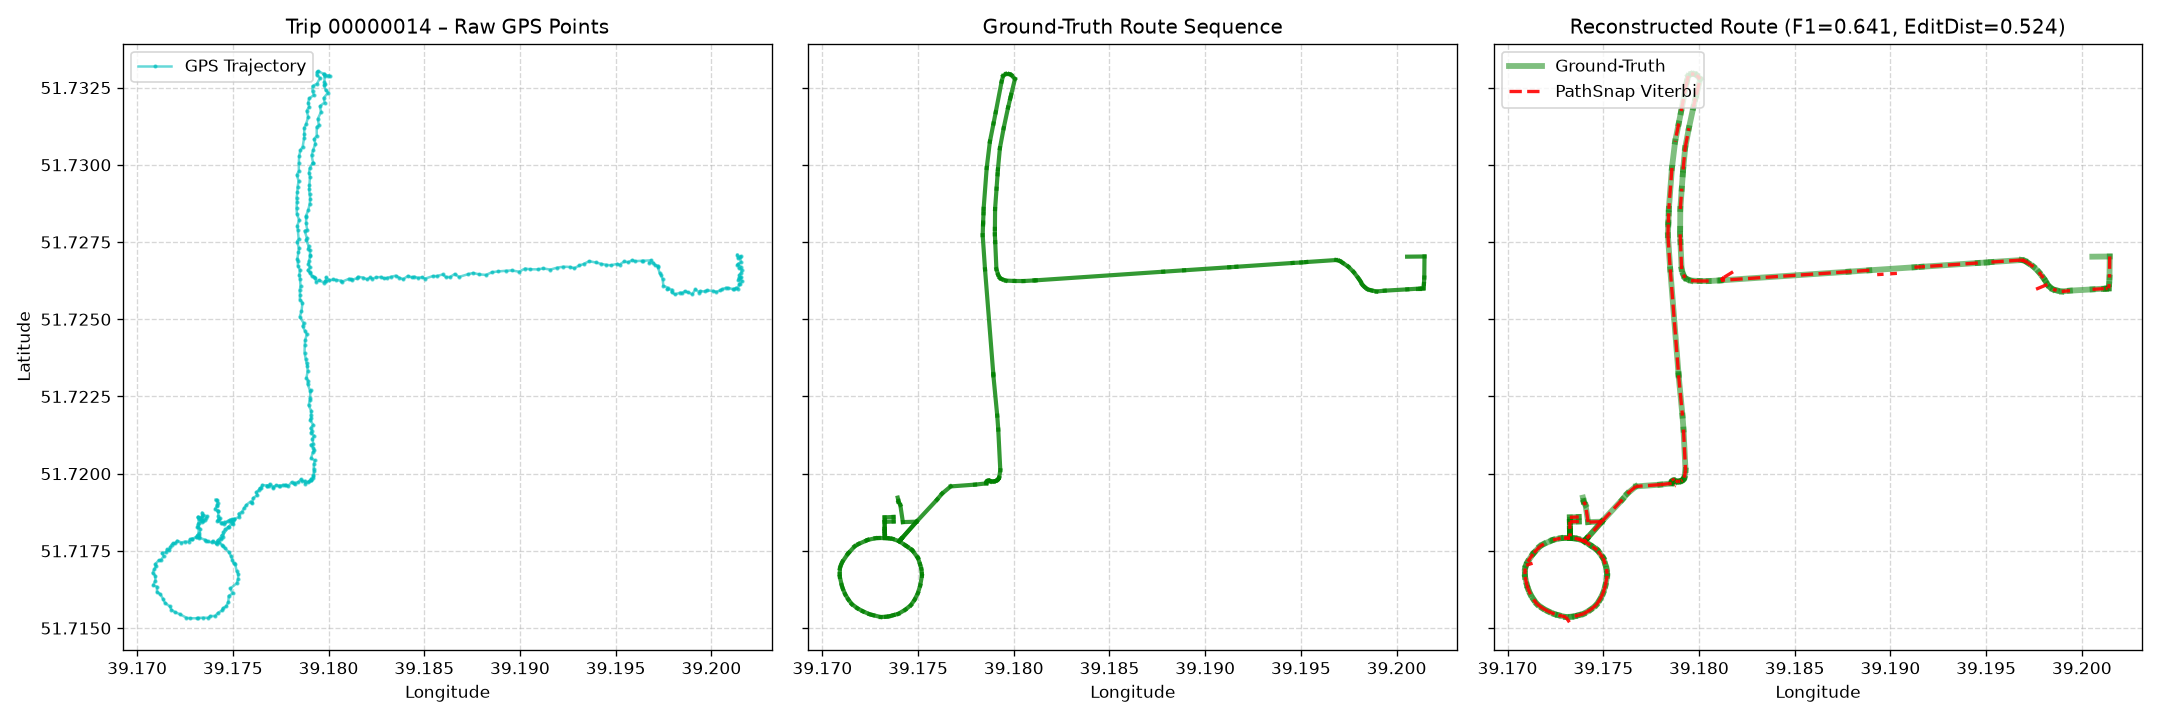 Trip 00000014 – Raw GPS Points
GPS Trajectory
51.7325
51.7300
51.7275
51.7250
51.7225
51.7200
51.7175
51.7150
Latitude
39.170 39.175 39.180 39.185 39.190 39.195 39.200
Longitude
Ground-Truth Route Sequence
39.170 39.175 39.180 39.185 39.190 39.195 39.200
Longitude
Reconstructed Route (F1=0.641, EditDist=0.524)
Ground-Truth
PathSnap Viterbi
39.170 39.175 39.180 39.185 39.190 39.195 39.200
Longitude